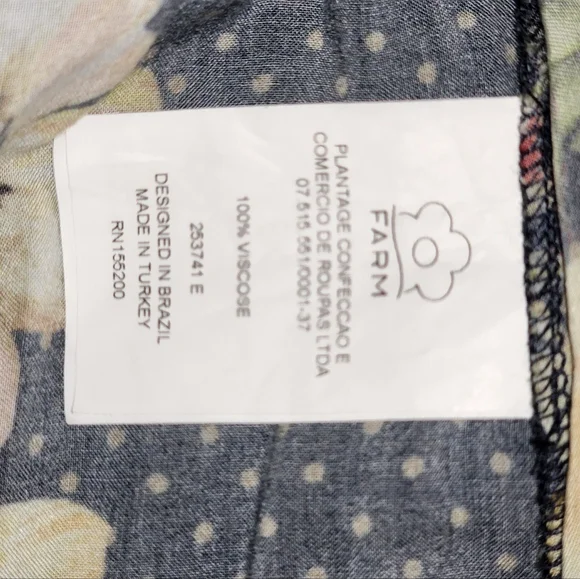 FARM
PLANTAGE CONFECCAO E
COMERCIO DE ROUPAS LTDA
07 515 551/0001-37
100% VISCOSE
253741 E
DESIGNED IN BRAZIL
MADE IN TURKEY
RN155200